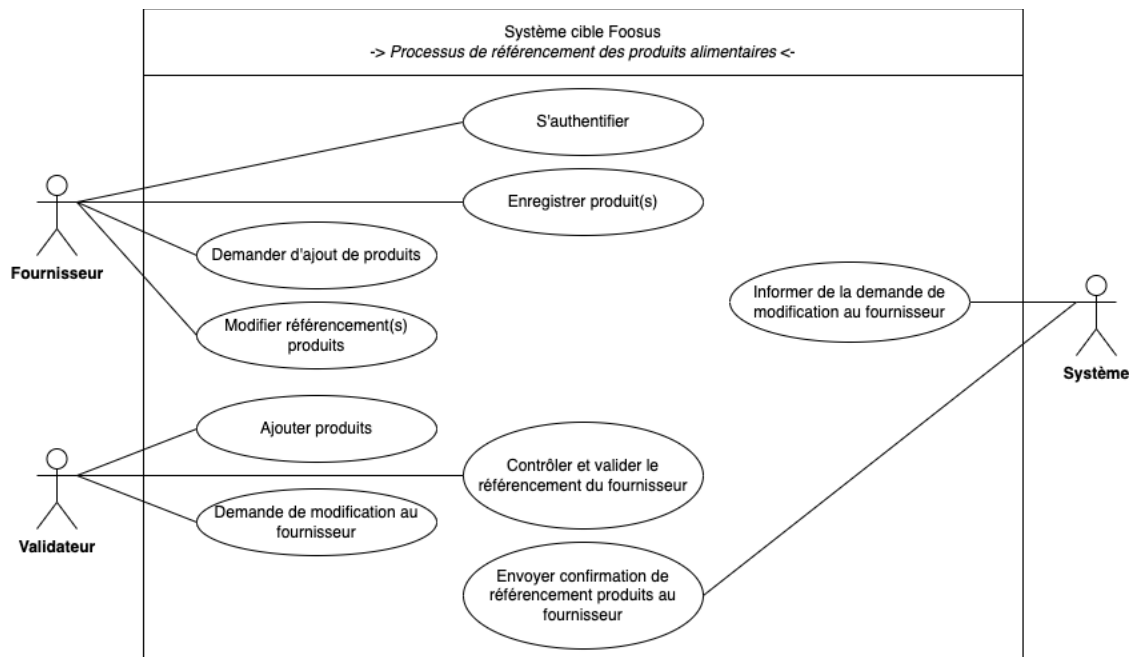 Système cible Foosus
-> Processus de référencement des produits alimentaires <-
S'authentifier
Enregistrer produit(s)
Fournisseur
Demander d'ajout de produits
Informer de la demande de
modification au fournisseur
Modifier référencement(s)
produits
Système
Ajouter produits
Contrôler et valider le
référencement du fournisseur
Demande de modification au
fournisseur
Validateur
Envoyer confirmation de
référencement produits au
fournisseur